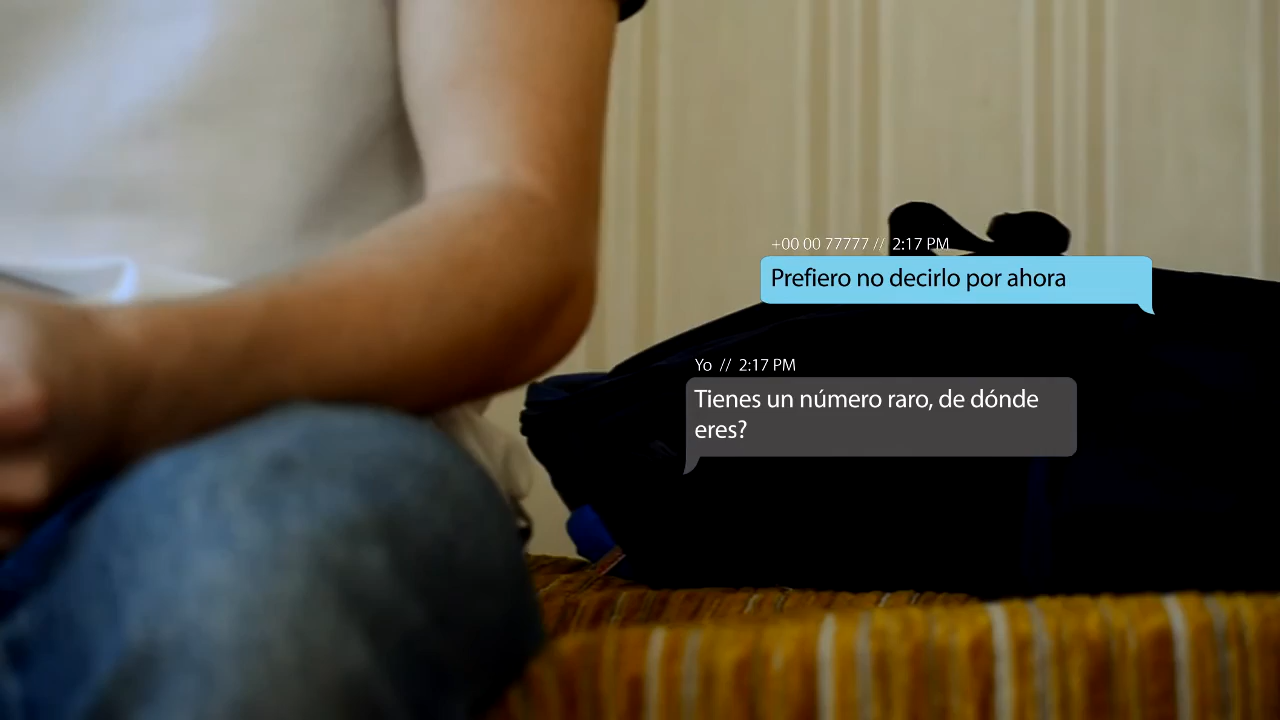 +00 00 77777 // 2:17 PM
Prefiero no decirlo por ahora
Yo // 2:17 PM
Tienes un número raro, de dónde
eres?